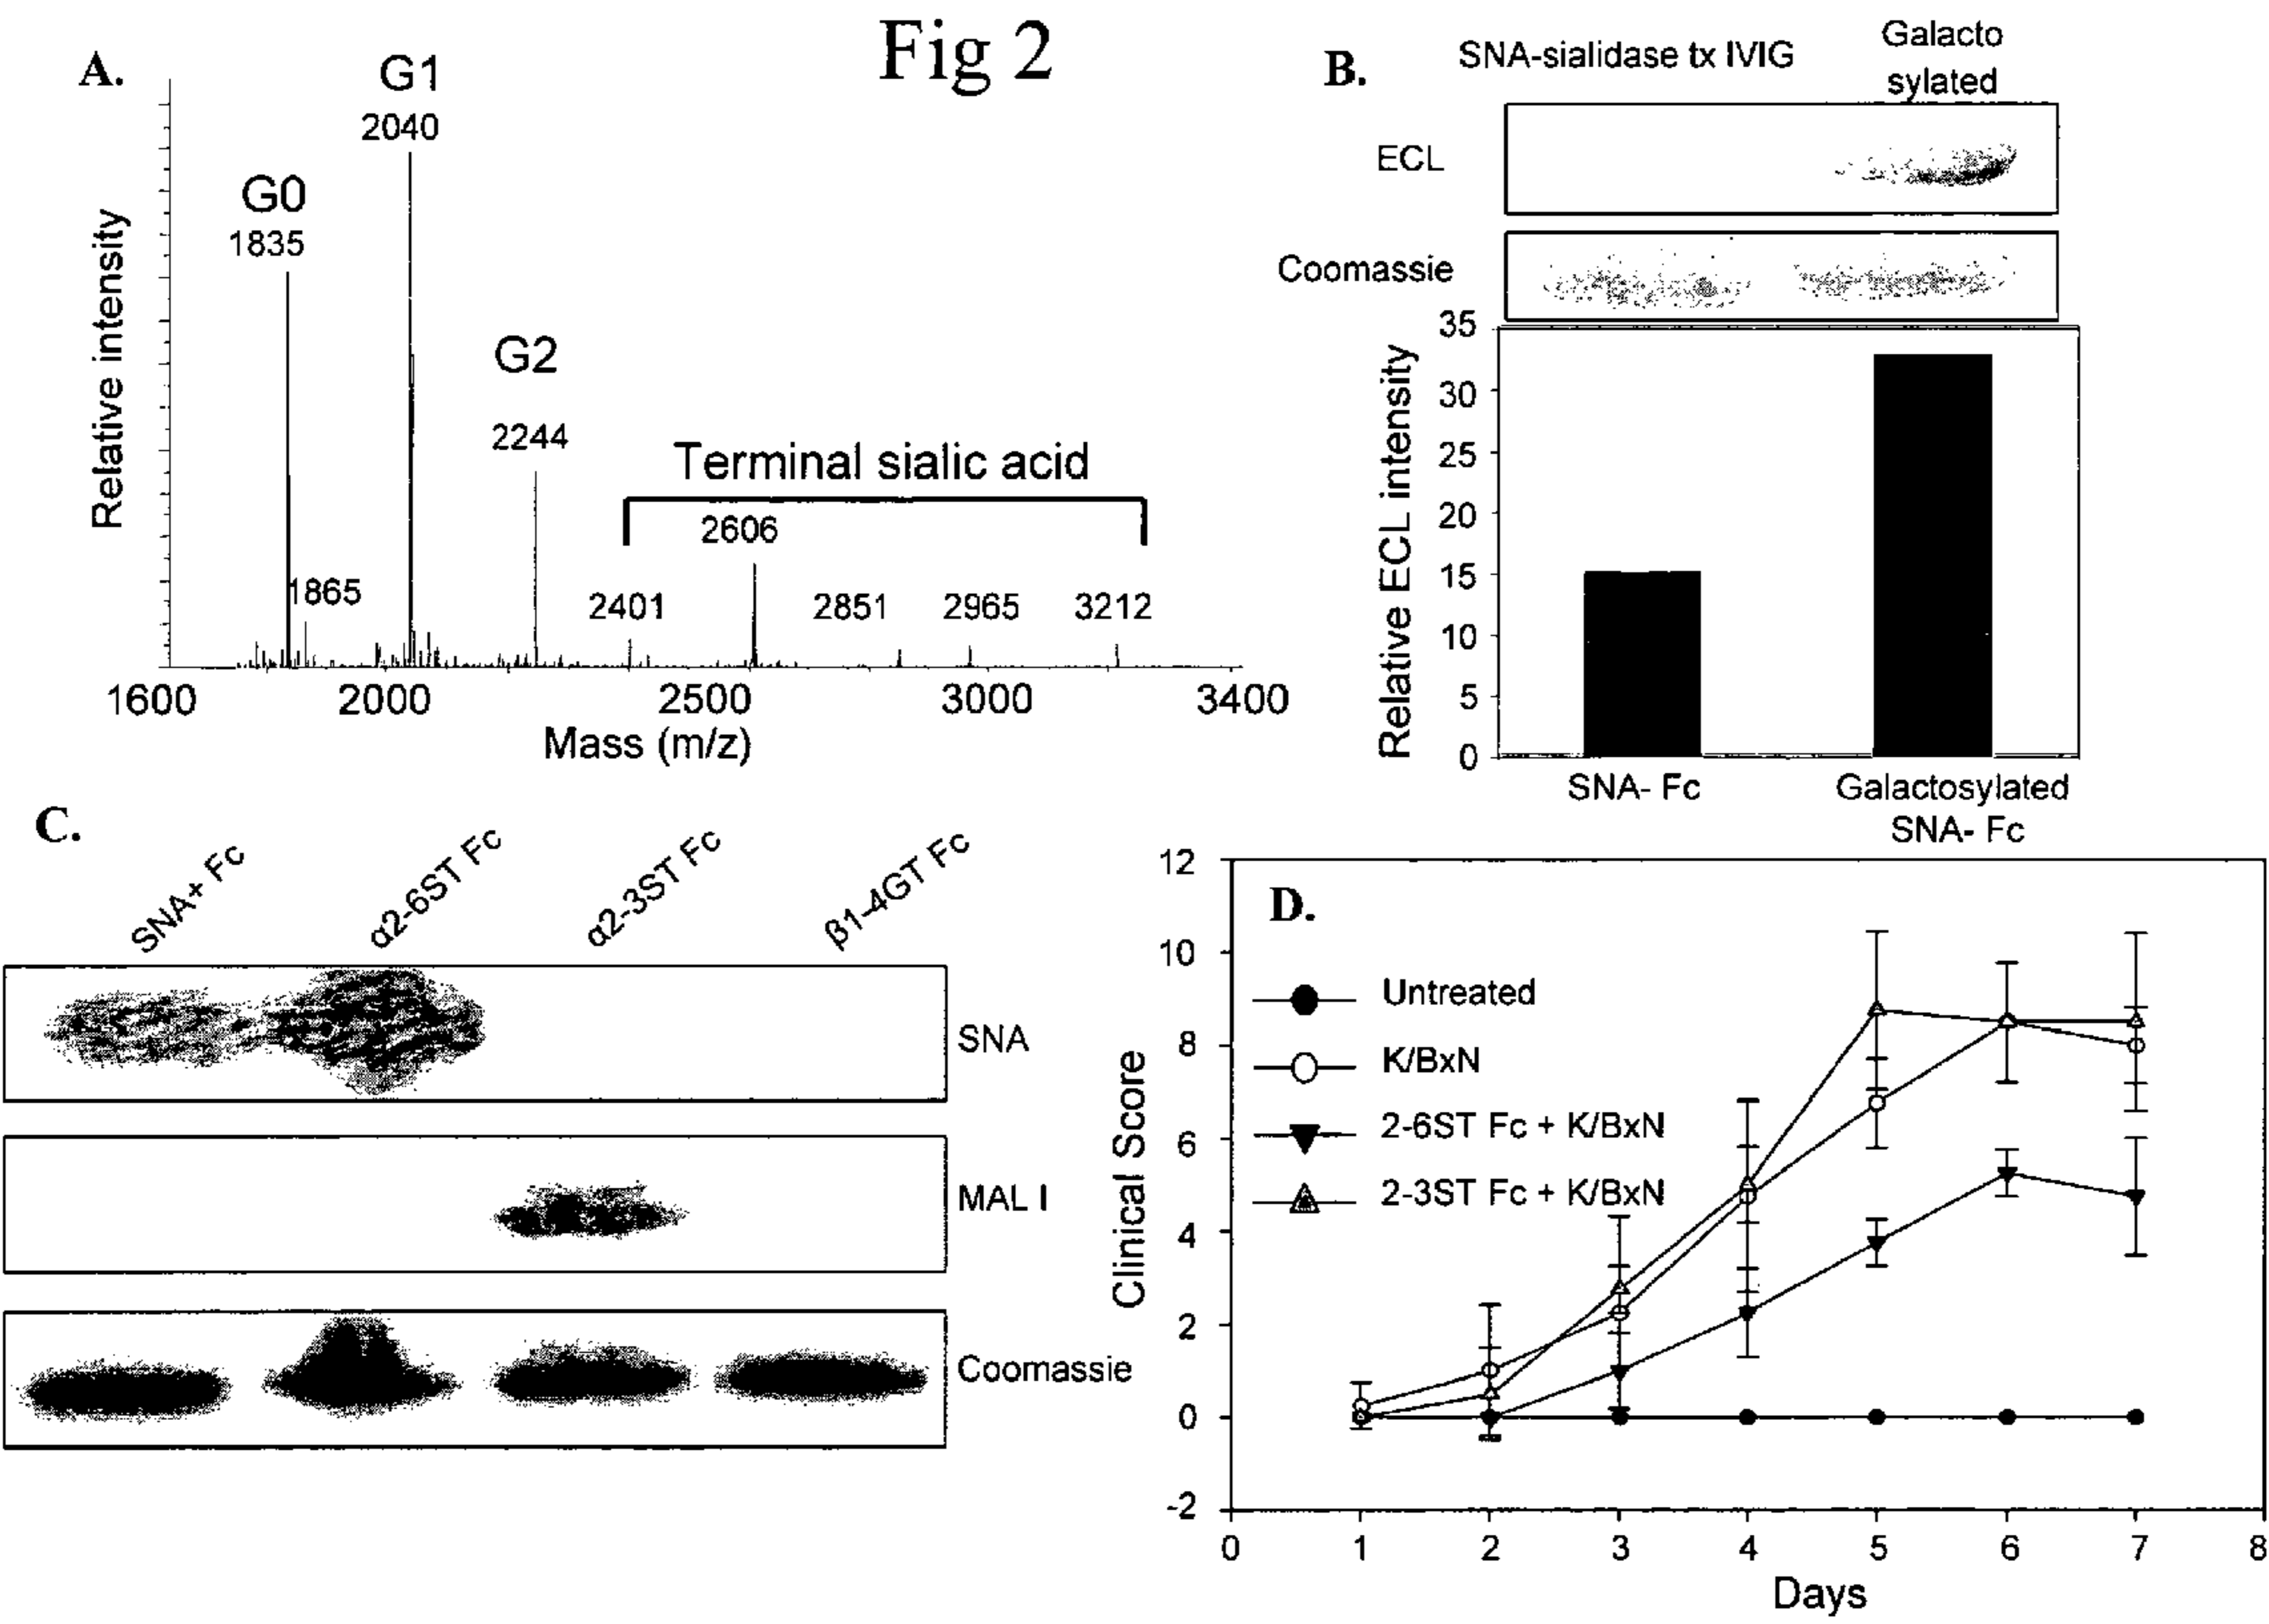 Fig 2
A.
G1
2040
G0
1835
G2
2244
1865
Terminal sialic acid
2606
2401
2851
2965
3212
Relative intensity
1600
2000
2500
3000
3400
Mass (m/z)
B.
SNA-sialidase tx IVIG
Galacto
sylated
ECL
Coomassie
Relative ECL intensity
35
30
25
20
15
10
5
0
SNA- Fc
Galactosylated
SNA- Fc
C.
SNA+ Fc
α2-6ST Fc
α2-3ST Fc
β1-4GT Fc
SNA
MAL I
Coomassie
D.
Clinical Score
12
10
8
6
4
2
0
-2
Untreated
K/BxN
2-6ST Fc + K/BxN
2-3ST Fc + K/BxN
0
1
2
3
4
5
6
7
8
Days